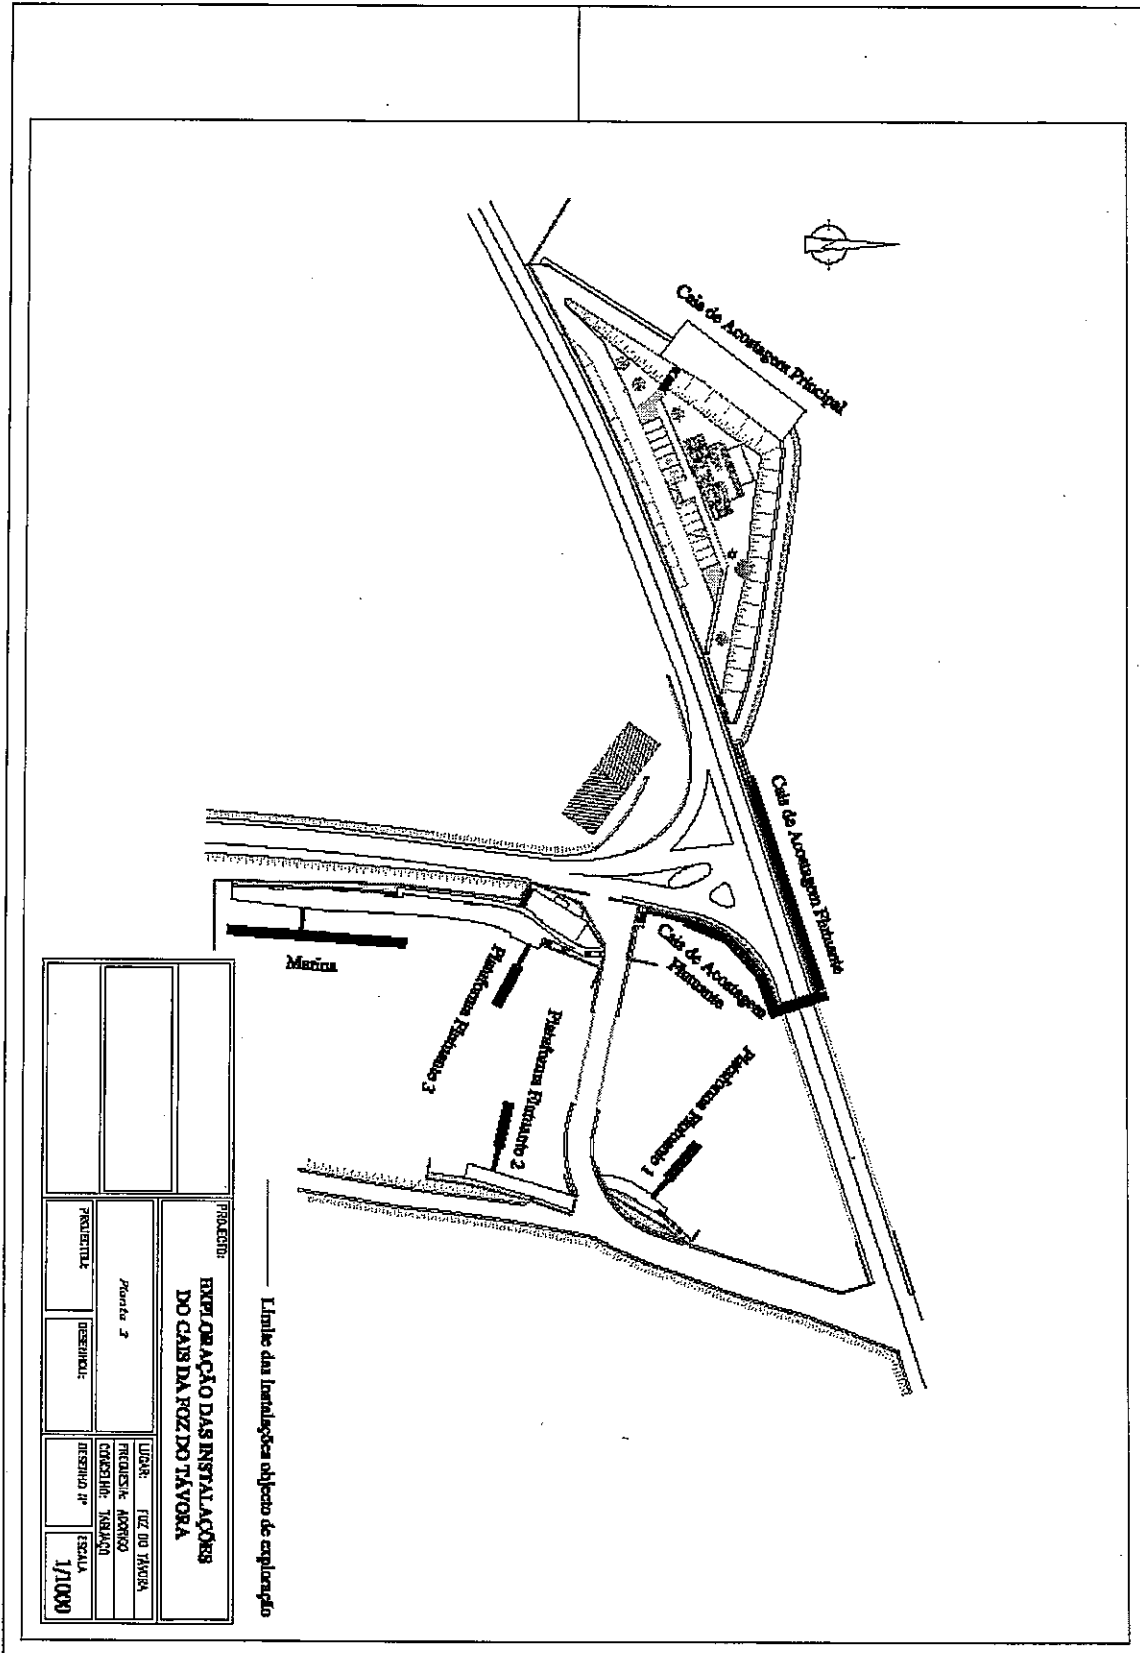 Cais de Acostagem Principal
Cais de Acostagem Flutuante
Cais de Acostagem
Flutuante
Plataforma Flutuante 1
Plataforma Flutuante 2
Plataforma Flutuante 3
Marina
Limite das instalações objecto de exploração
PROJECTO:
EXPLORAÇÃO DAS INSTALAÇÕES
DO CAIS DA FOZ DO TÁVORA
Planta 2
LUGAR: FOZ DO TÁVORA
FREGUESIA: ADORIGO
CONCELHO: TABUAÇO
PROJECTOU:
DESENHOU:
DESENHO Nº
ESCALA
1/1000